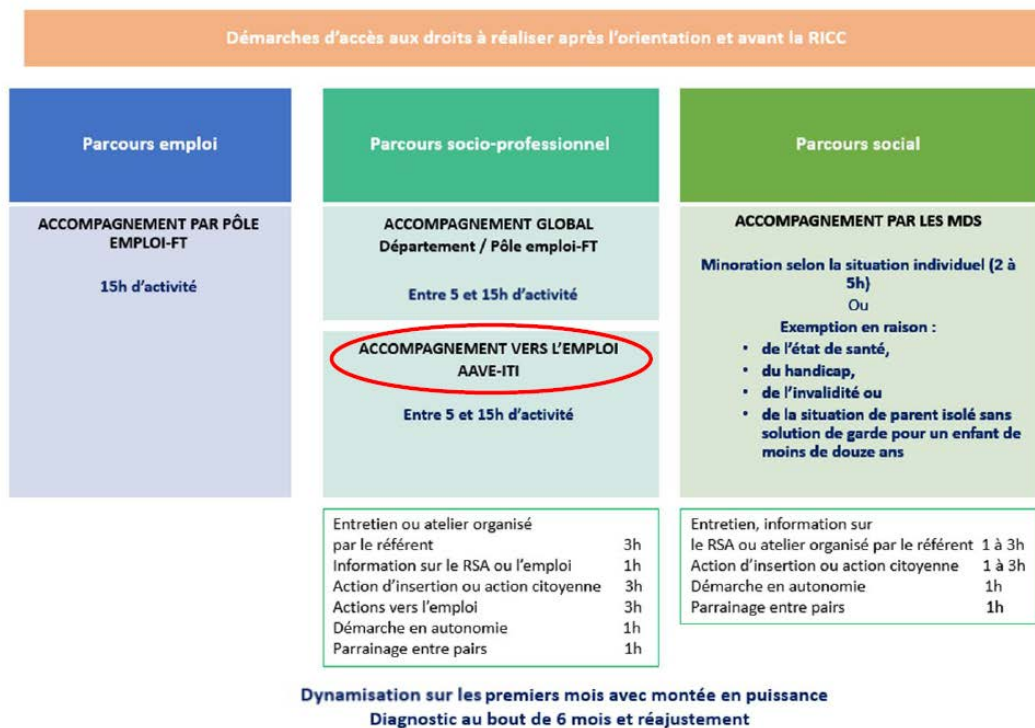 Démarches d'accès aux droits à réaliser après l'orientation et avant la RICC
Parcours emploi
ACCOMPAGNEMENT PAR PÔLE
EMPLOI-FT
15h d'activité
Parcours socio-professionnel
ACCOMPAGNEMENT GLOBAL
Département / Pôle emploi-FT
Entre 5 et 15h d'activité
ACCOMPAGNEMENT VERS L'EMPLOI
AAVE-ITI
Entre 5 et 15h d'activité
Entretien ou atelier organisé
par le référent 3h
Information sur le RSA ou l'emploi 1h
Action d'insertion ou action citoyenne 3h
Actions vers l'emploi 3h
Démarche en autonomie 1h
Parrainage entre pairs 1h
Parcours social
ACCOMPAGNEMENT PAR LES MDS
Minoration selon la situation individuel (2 à
5h)
Ou
Exemption en raison :
• de l'état de santé,
• du handicap,
• de l'invalidité ou
• de la situation de parent isolé sans
solution de garde pour un enfant de
moins de douze ans
Entretien, information sur
le RSA ou atelier organisé par le référent 1 à 3h
Action d'insertion ou action citoyenne 1 à 3h
Démarche en autonomie 1h
Parrainage entre pairs 1h
Dynamisation sur les premiers mois avec montée en puissance
Diagnostic au bout de 6 mois et réajustement